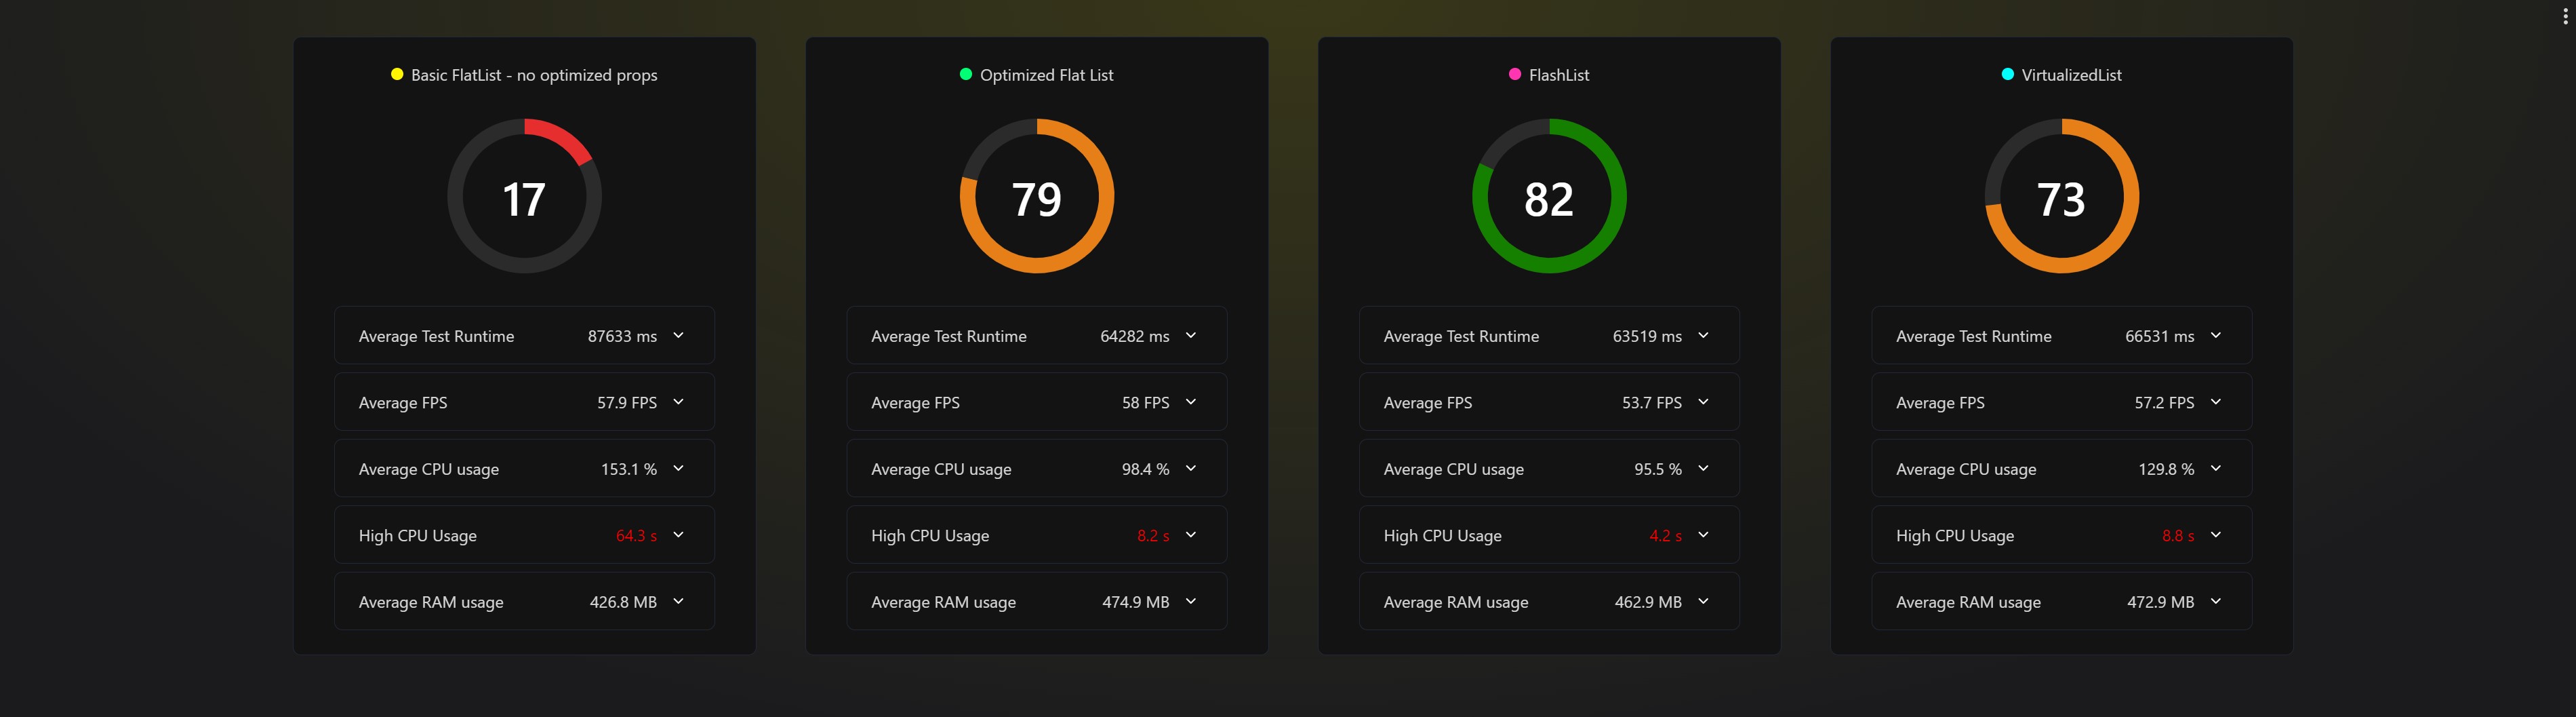 Basic FlatList - no optimized props
17
Average Test Runtime 87633 ms
Average FPS 57.9 FPS
Average CPU usage 153.1 %
High CPU Usage 64.3 s
Average RAM usage 426.8 MB
Optimized Flat List
79
Average Test Runtime 64282 ms
Average FPS 58 FPS
Average CPU usage 98.4 %
High CPU Usage 8.2 s
Average RAM usage 474.9 MB
FlashList
82
Average Test Runtime 63519 ms
Average FPS 53.7 FPS
Average CPU usage 95.5 %
High CPU Usage 4.2 s
Average RAM usage 462.9 MB
VirtualizedList
73
Average Test Runtime 66531 ms
Average FPS 57.2 FPS
Average CPU usage 129.8 %
High CPU Usage 8.8 s
Average RAM usage 472.9 MB